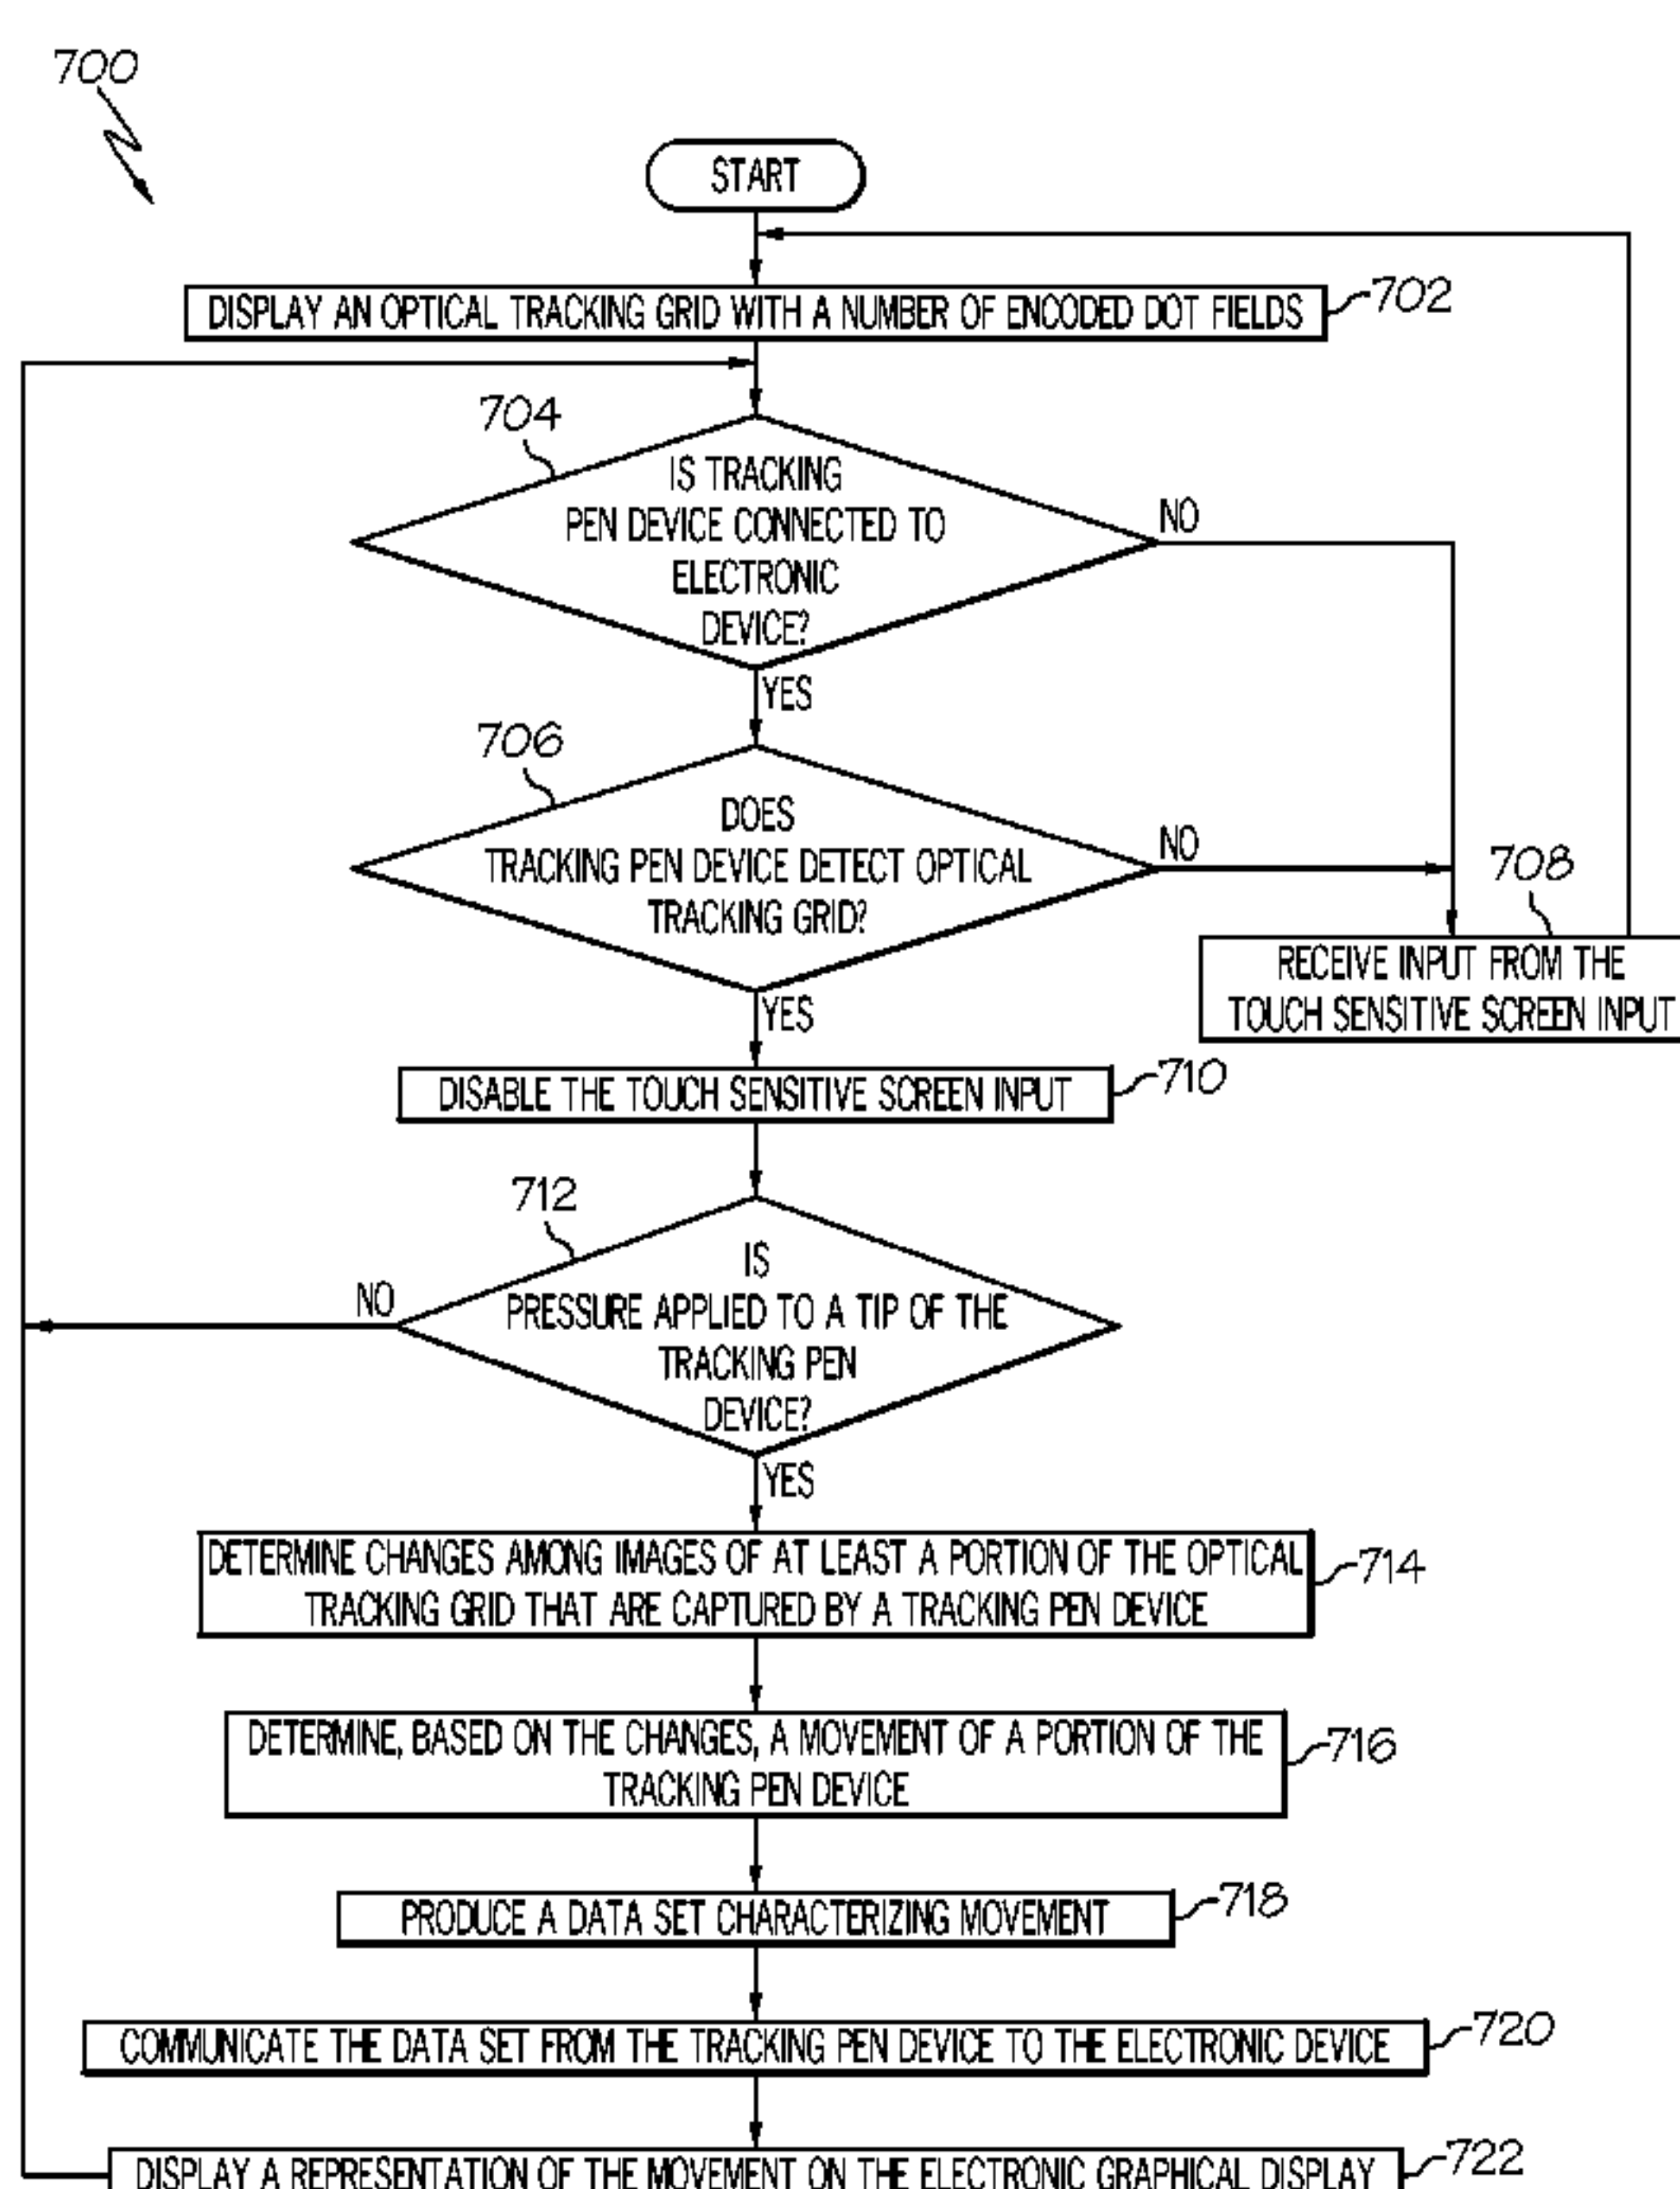 700
START
DISPLAY AN OPTICAL TRACKING GRID WITH A NUMBER OF ENCODED DOT FIELDS
702
704
IS TRACKING
PEN DEVICE CONNECTED TO
ELECTRONIC
DEVICE?
NO
YES
706
DOES
TRACKING PEN DEVICE DETECT OPTICAL
TRACKING GRID?
NO
708
RECEIVE INPUT FROM THE
TOUCH SENSITIVE SCREEN INPUT
YES
DISABLE THE TOUCH SENSITIVE SCREEN INPUT
710
712
IS
PRESSURE APPLIED TO A TIP OF THE
TRACKING PEN
DEVICE?
NO
YES
DETERMINE CHANGES AMONG IMAGES OF AT LEAST A PORTION OF THE OPTICAL
TRACKING GRID THAT ARE CAPTURED BY A TRACKING PEN DEVICE
714
DETERMINE, BASED ON THE CHANGES, A MOVEMENT OF A PORTION OF THE
TRACKING PEN DEVICE
716
PRODUCE A DATA SET CHARACTERIZING MOVEMENT
718
COMMUNICATE THE DATA SET FROM THE TRACKING PEN DEVICE TO THE ELECTRONIC DEVICE
720
DISPLAY A REPRESENTATION OF THE MOVEMENT ON THE ELECTRONIC GRAPHICAL DISPLAY
722